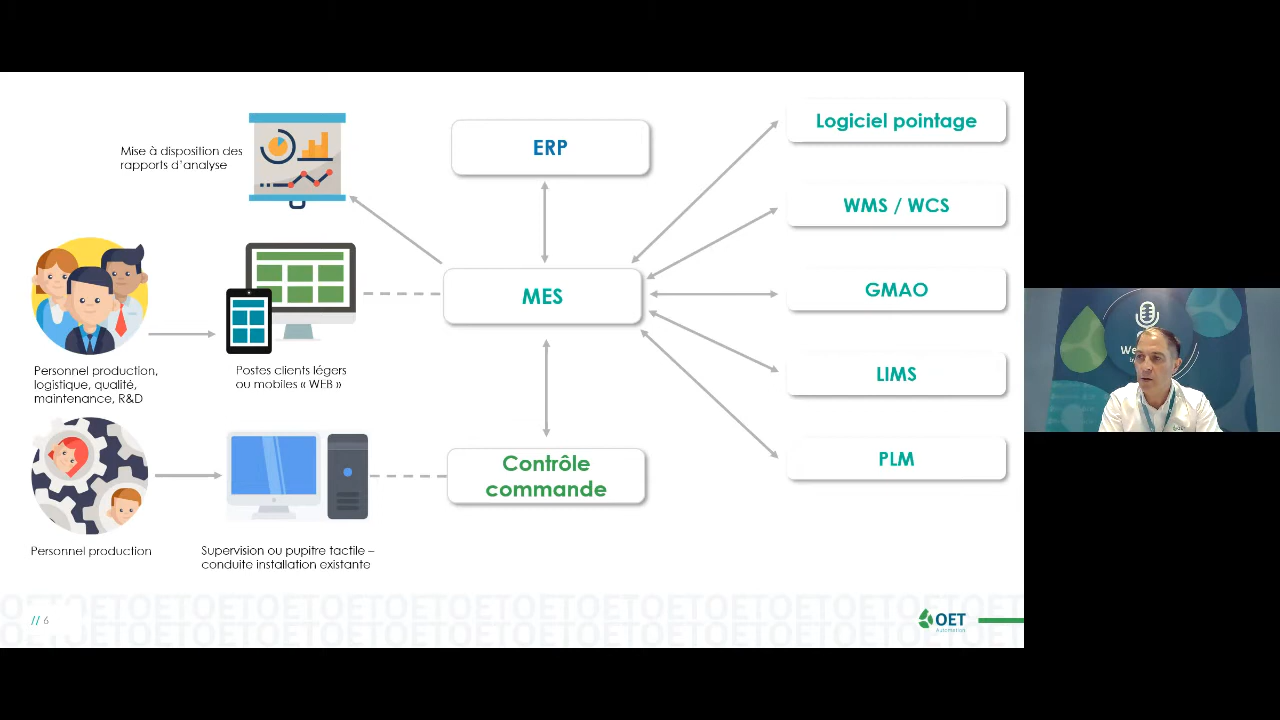 Mise à disposition des
rapports d'analyse
ERP
Logiciel pointage
WMS / WCS
MES
GMAO
LIMS
PLM
Personnel production,
logistique, qualité,
maintenance, R&D
Postes clients légers
ou mobiles « WEB »
Contrôle
commande
Personnel production
Supervision ou pupitre tactile –
conduite installation existante
// 6
OET
Automation